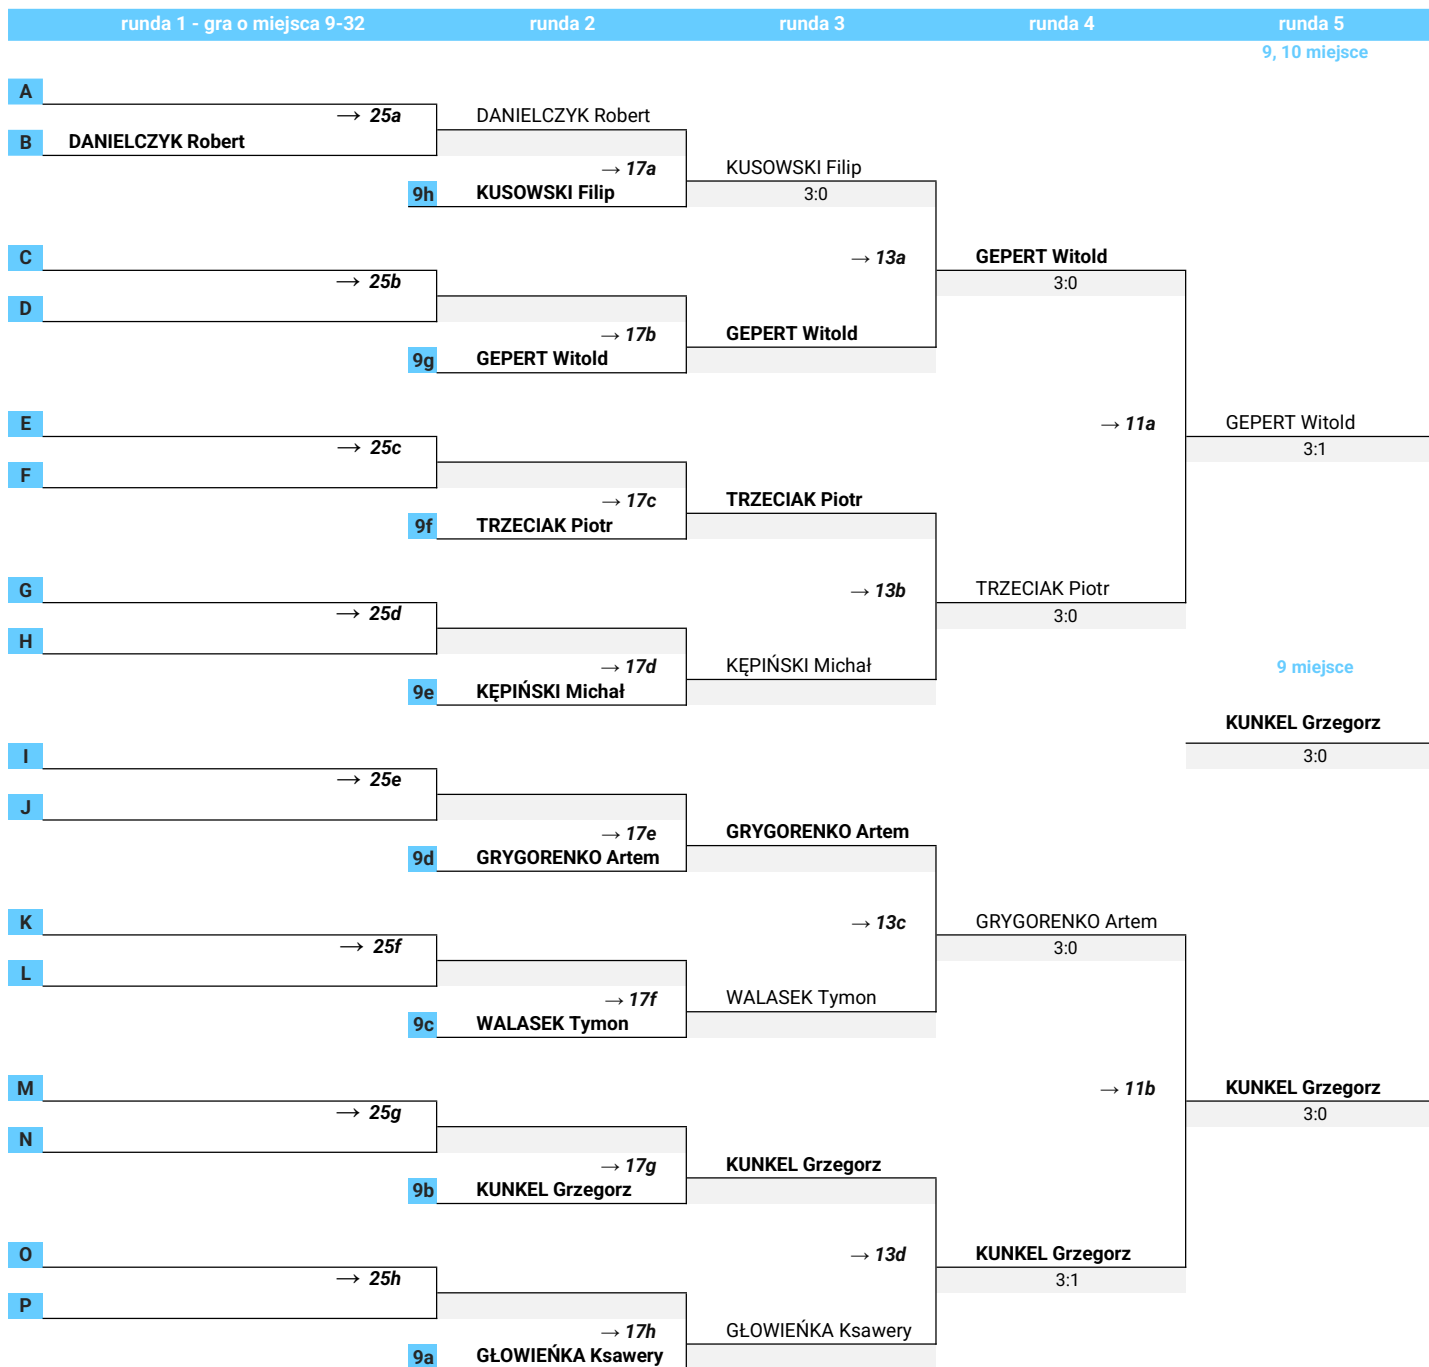 runda 1 - gra o miejsca 9-32 runda 2 runda 3 runda 4 runda 5
9, 10 miejsce
A
→ 25a DANIELCZYK Robert
B DANIELCZYK Robert
→ 17a KUSOWSKI Filip
9h KUSOWSKI Filip 3:0
C → 13a GEPERT Witold
→ 25b 3:0
D
→ 17b GEPERT Witold
9g GEPERT Witold
E → 11a GEPERT Witold
→ 25c 3:1
F
→ 17c TRZECIAK Piotr
9f TRZECIAK Piotr
G → 13b TRZECIAK Piotr
→ 25d 3:0
H
→ 17d KĘPIŃSKI Michał 9 miejsce
9e KĘPIŃSKI Michał
KUNKEL Grzegorz
I 3:0
→ 25e
J
→ 17e GRYGORENKO Artem
9d GRYGORENKO Artem
K → 13c GRYGORENKO Artem
→ 25f 3:0
L
→ 17f WALASEK Tymon
9c WALASEK Tymon
M → 11b KUNKEL Grzegorz
→ 25g 3:0
N
→ 17g KUNKEL Grzegorz
9b KUNKEL Grzegorz
O → 13d KUNKEL Grzegorz
→ 25h 3:1
P
→ 17h GŁOWIEŃKA Ksawery
9a GŁOWIEŃKA Ksawery